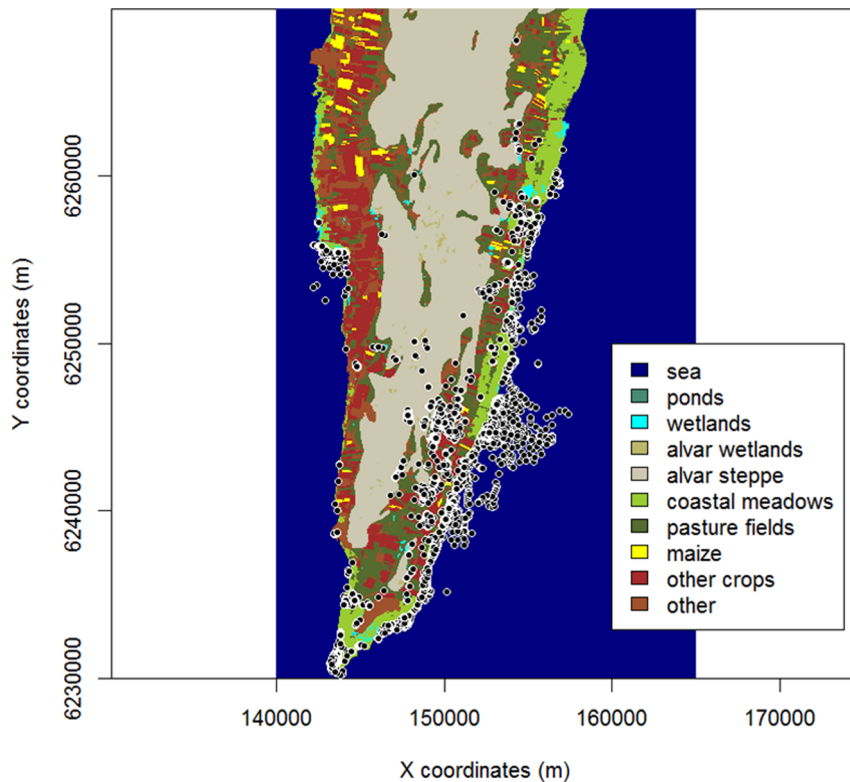 Y coordinates (m)
6260000
6250000
6240000
6230000
sea
ponds
wetlands
alvar wetlands
alvar steppe
coastal meadows
pasture fields
maize
other crops
other
140000 150000 160000 170000
X coordinates (m)